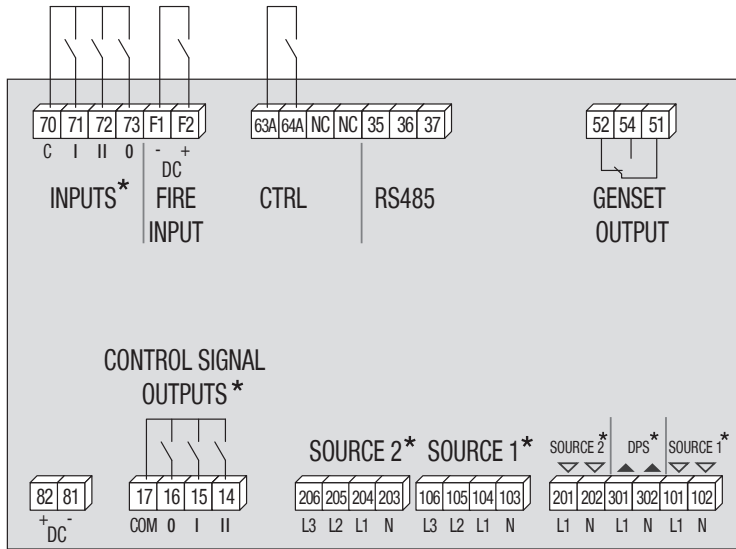 70 71 72 73 F1 F2 63A 64A NC NC 35 36 37 52 54 51
C I II 0 - +
DC
INPUTS* FIRE INPUT CTRL RS485 GENSET OUTPUT
CONTROL SIGNAL
OUTPUTS*
SOURCE 2* SOURCE 1* SOURCE 2* DPS* SOURCE 1*
82 81 17 16 15 14 206 205 204 203 106 105 104 103 201 202 301 302 101 102
+ - COM 0 I II L3 L2 L1 N L3 L2 L1 N L1 N L1 N L1 N
DC